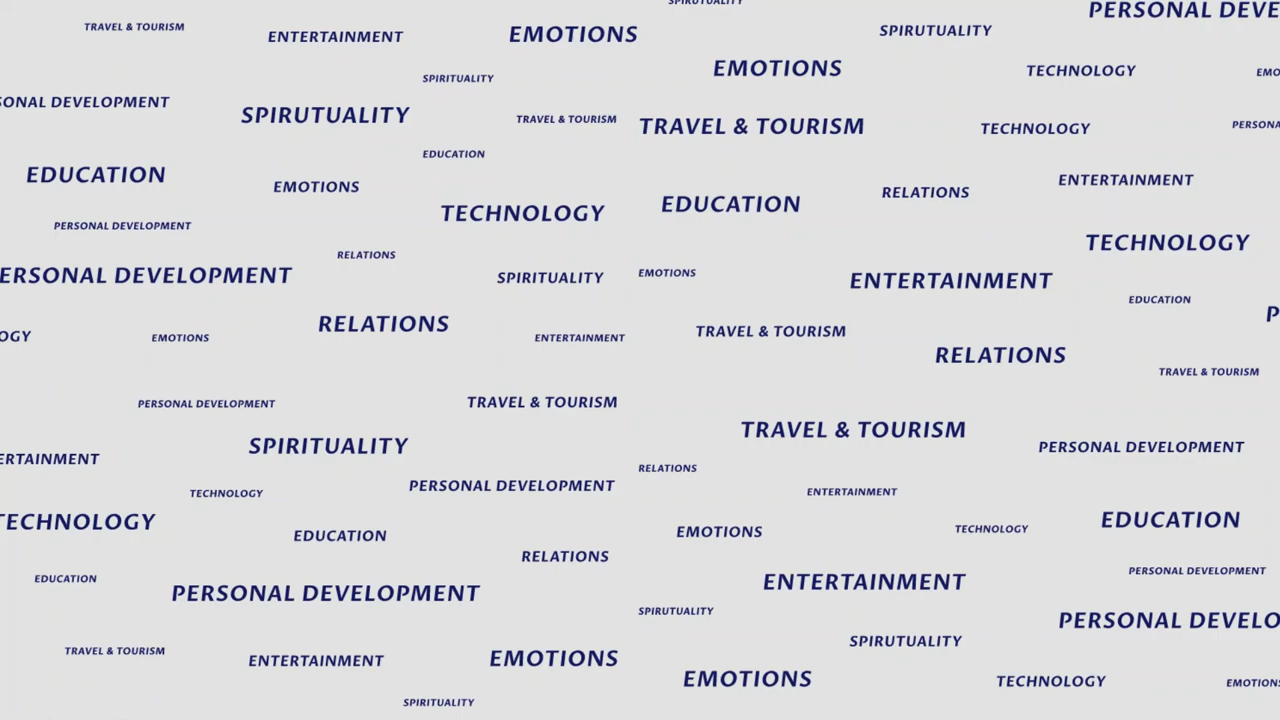 SPIRUTUALITY
PERSONAL DEVE
TRAVEL & TOURISM
ENTERTAINMENT
EMOTIONS
SPIRUTUALITY
EMOTIONS
TECHNOLOGY
EMO
SPIRITUALITY
SONAL DEVELOPMENT
SPIRUTUALITY
TRAVEL & TOURISM
TRAVEL & TOURISM
TECHNOLOGY
PERSONA
EDUCATION
EDUCATION
EMOTIONS
RELATIONS
ENTERTAINMENT
TECHNOLOGY
EDUCATION
PERSONAL DEVELOPMENT
TECHNOLOGY
RELATIONS
ERSONAL DEVELOPMENT
SPIRITUALITY
EMOTIONS
ENTERTAINMENT
EDUCATION
P
OGY
EMOTIONS
RELATIONS
ENTERTAINMENT
TRAVEL & TOURISM
RELATIONS
TRAVEL & TOURISM
PERSONAL DEVELOPMENT
TRAVEL & TOURISM
TRAVEL & TOURISM
PERSONAL DEVELOPMENT
SPIRITUALITY
ERTAINMENT
RELATIONS
TECHNOLOGY
PERSONAL DEVELOPMENT
ENTERTAINMENT
TECHNOLOGY
EDUCATION
RELATIONS
EMOTIONS
TECHNOLOGY
EDUCATION
EDUCATION
PERSONAL DEVELOPMENT
ENTERTAINMENT
PERSONAL DEVELOPMENT
SPIRUTUALITY
PERSONAL DEVELO
TRAVEL & TOURISM
ENTERTAINMENT
EMOTIONS
SPIRUTUALITY
EMOTIONS
TECHNOLOGY
EMOTIONS
SPIRITUALITY